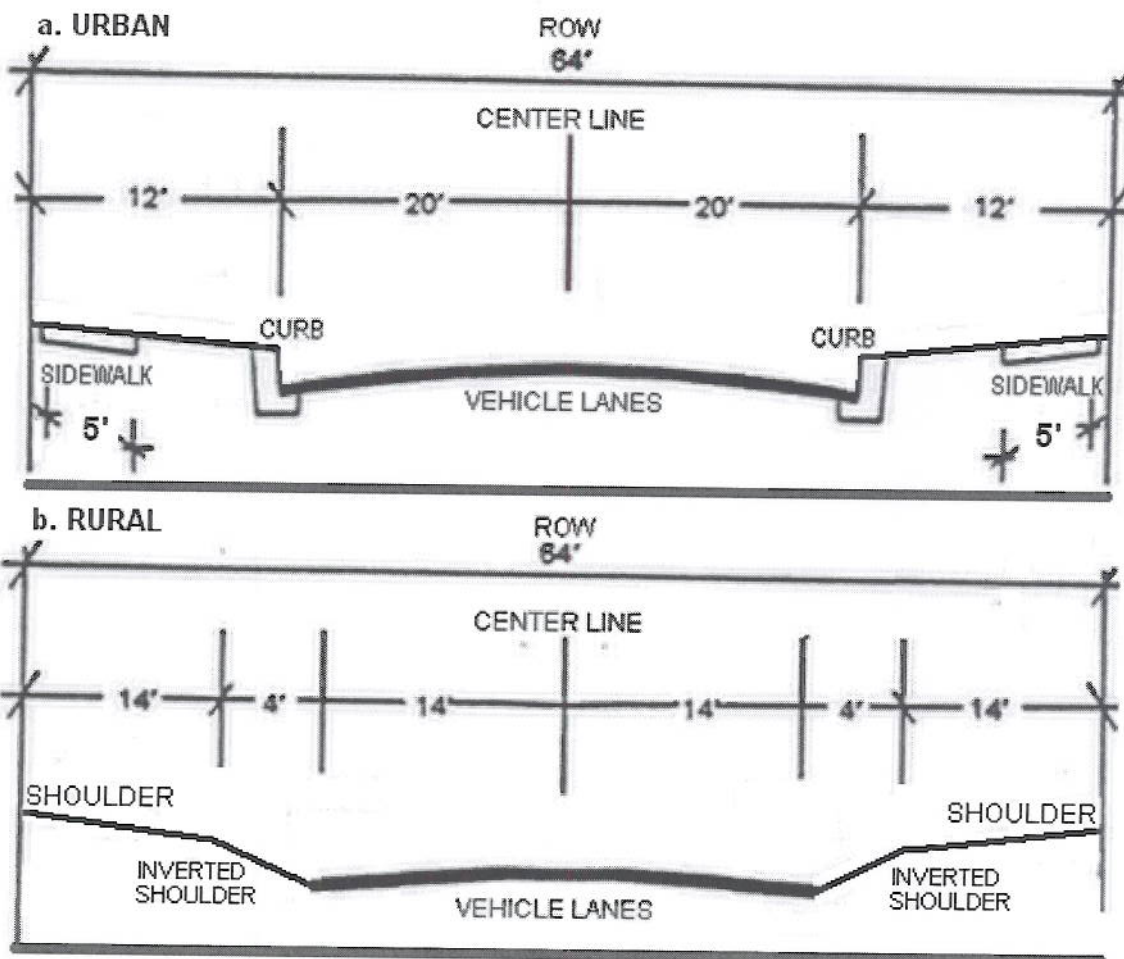 a. URBAN
ROW
64'
CENTER LINE
12'
20'
20'
12'
CURB
CURB
SIDEWALK
VEHICLE LANES
SIDEWALK
5'
5'
b. RURAL
ROW
64'
CENTER LINE
14'
4'
14'
14'
4'
14'
SHOULDER
SHOULDER
INVERTED
SHOULDER
INVERTED
SHOULDER
VEHICLE LANES